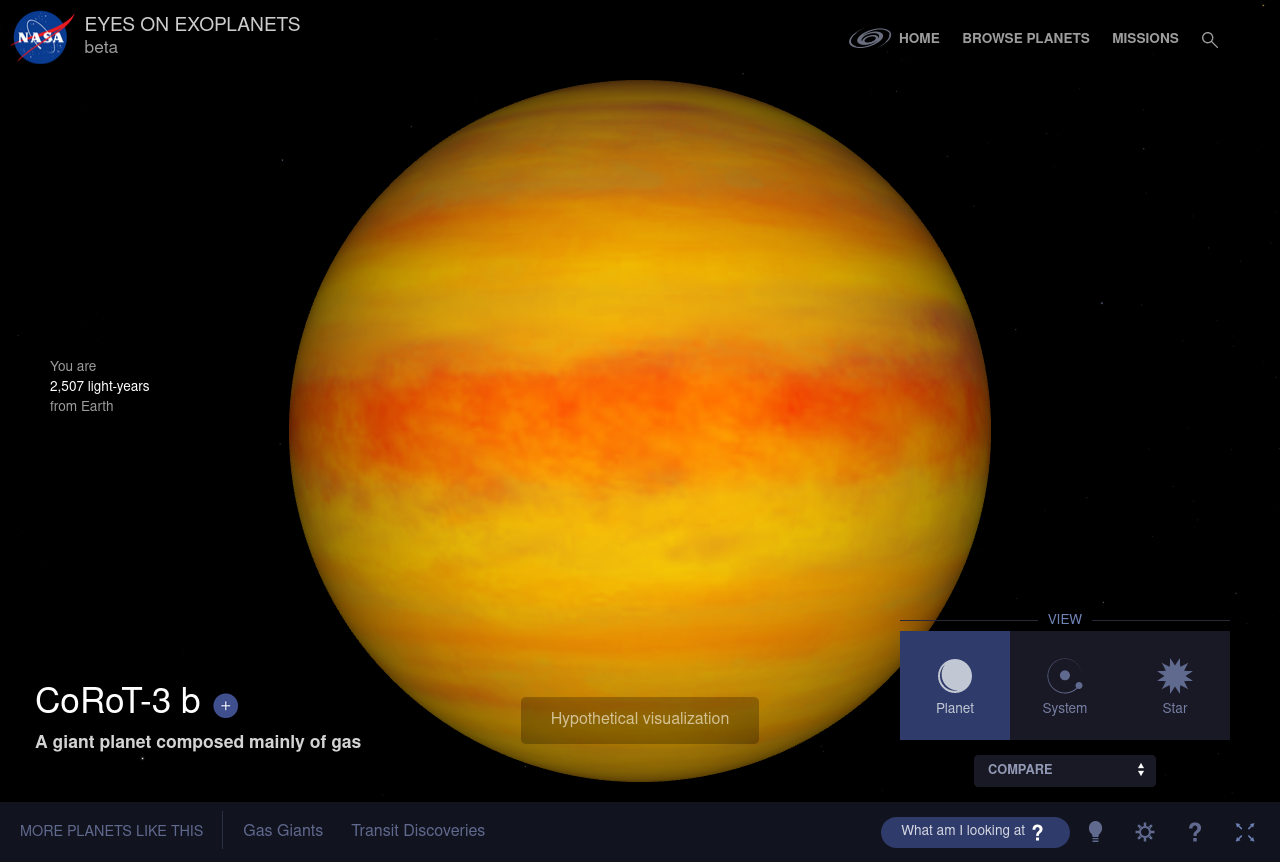 NASA
EYES ON EXOPLANETS
beta
HOME
BROWSE PLANETS
MISSIONS
You are
2,507 light-years
from Earth
VIEW
Planet
System
Star
CoRoT-3 b +
A giant planet composed mainly of gas
Hypothetical visualization
COMPARE
MORE PLANETS LIKE THIS
Gas Giants
Transit Discoveries
What am I looking at ?
?